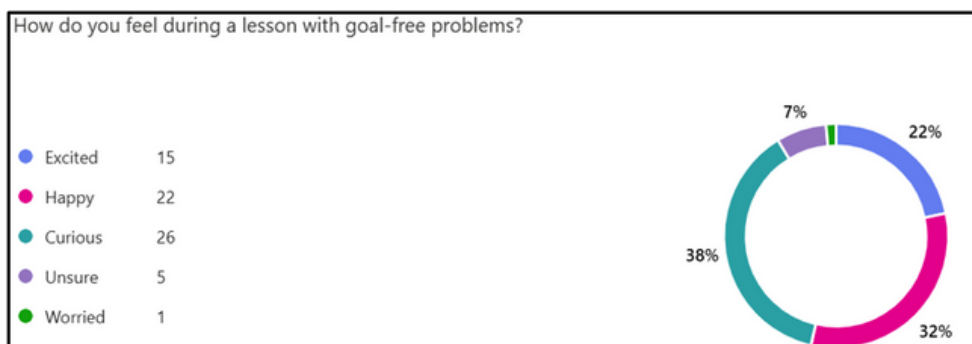 How do you feel during a lesson with goal-free problems?
Excited 15
Happy 22
Curious 26
Unsure 5
Worried 1
7%
22%
38%
32%